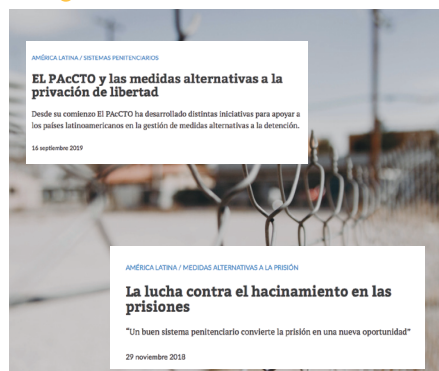 AMÉRICA LATINA / SISTEMAS PENITENCIARIOS
EL PAcCTO y las medidas alternativas a la
privación de libertad
Desde su comienzo El PAcCTO ha desarrollado distintas iniciativas para apoyar a
los países latinoamericanos en la gestión de medidas alternativas a la detención.
16 septiembre 2019
AMÉRICA LATINA / MEDIDAS ALTERNATIVAS A LA PRISIÓN
La lucha contra el hacinamiento en las
prisiones
“Un buen sistema penitenciario convierte la prisión en una nueva oportunidad”
29 noviembre 2018